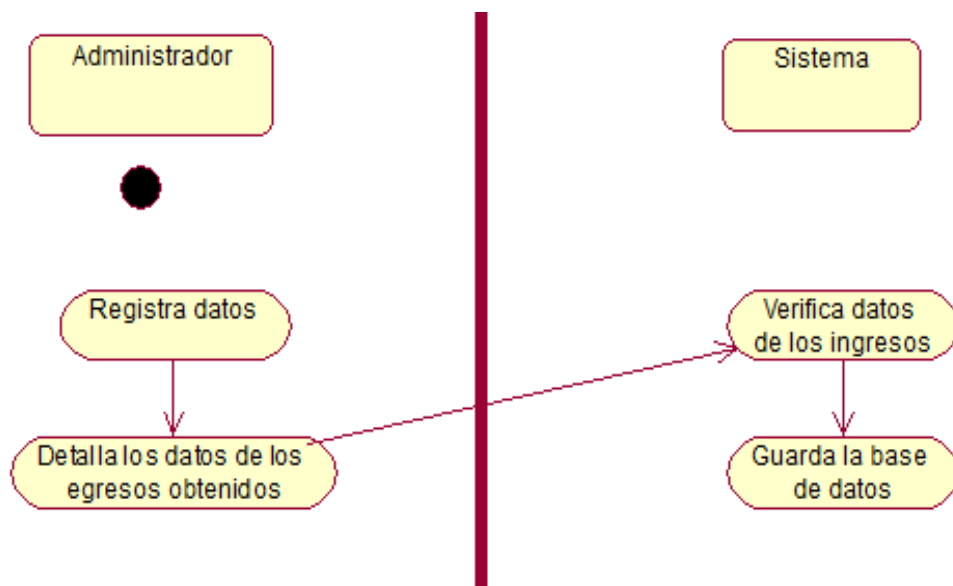 Administrador
Sistema
Registra datos
Verifica datos
de los ingresos
Detalla los datos de los
egresos obtenidos
Guarda la base
de datos